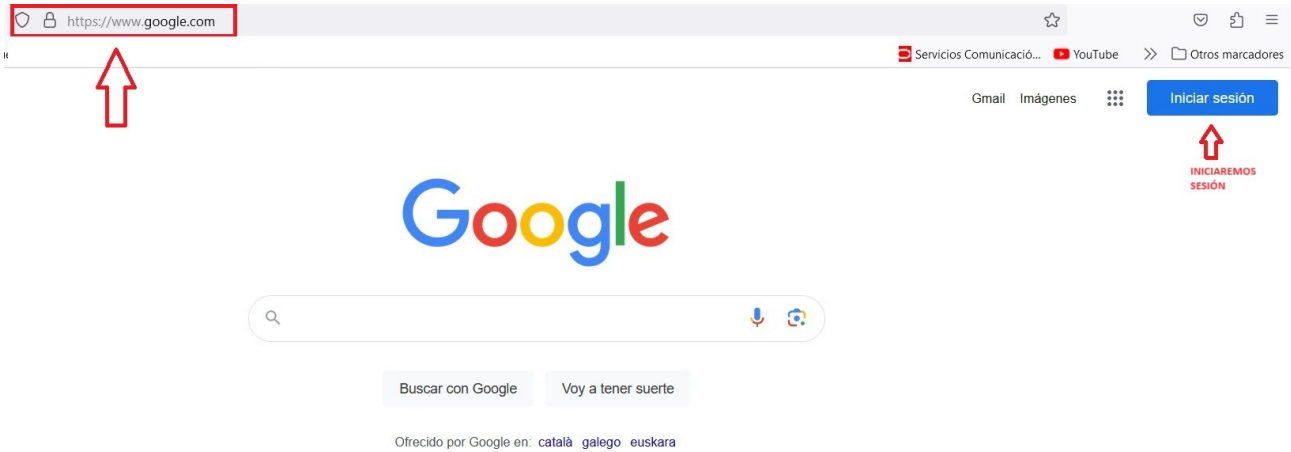 https://www.google.com
Servicios Comunicació... YouTube Otros marcadores
Gmail Imágenes Iniciar sesión
INICIAREMOS
SESIÓN
Google
Buscar con Google Voy a tener suerte
Ofrecido por Google en: català galego euskara